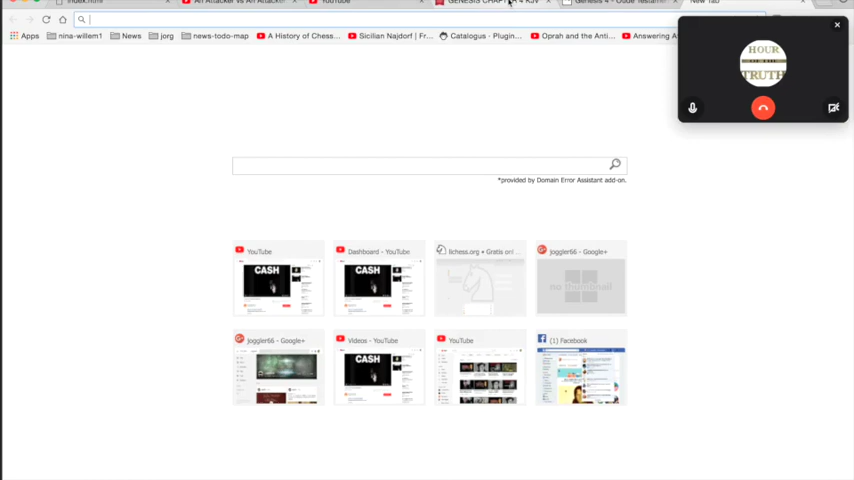 index.html
An Attacker vs An Attacker
YouTube
GENESIS CHAPTER 4 KJV
Genesis 4 - Oude Testament
New Tab
Apps
nina-willem1
News
jorg
news-todo-map
A History of Chess...
Sicilian Najdorf | Fr...
Catalogus - Plugin...
Oprah and the Anti...
Answering
HOUR
TRUTH
*provided by Domain Error Assistant add-on.
YouTube
Dashboard - YouTube
lichess.org • Gratis onl...
joggler66 - Google+
CASH
CASH
no thumbnail
joggler66 - Google+
Videos - YouTube
YouTube
(1) Facebook
CASH